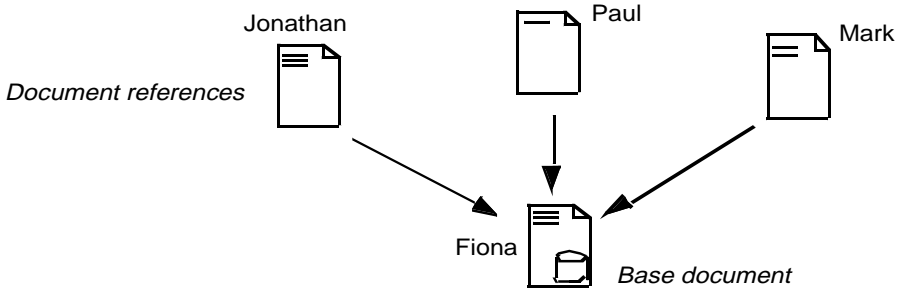 Paul
Jonathan
Mark
Document references
Fiona
Base document